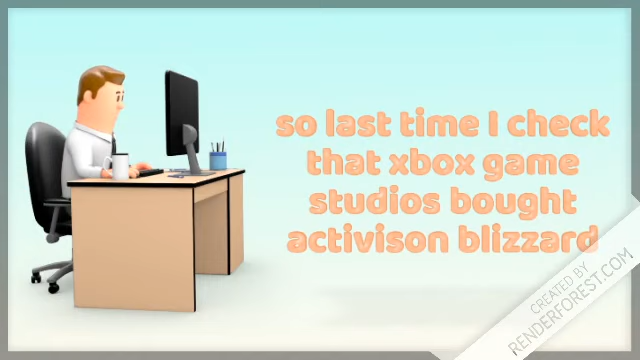 so last time I check
that xbox game
studios bought
activison blizzard
CREATED BY
RENDERFOREST.COM